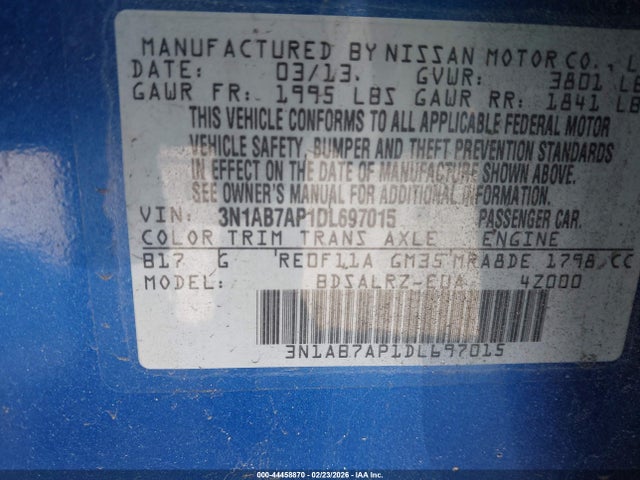 MANUFACTURED BY NISSAN MOTOR CO., L
DATE: 03/13. GVWR: 3801 LB
GAWR FR: 1995 LBS GAWR RR: 1841 LB
THIS VEHICLE CONFORMS TO ALL APPLICABLE FEDERAL MOTOR
VEHICLE SAFETY, BUMPER AND THEFT PREVENTION STANDARDS
IN EFFECT ON THE DATE OF MANUFACTURE SHOWN ABOVE.
SEE OWNER'S MANUAL FOR ADDITIONAL INFORMATION.
VIN: 3N1AB7AP1DL697015 PASSENGER CAR.
COLOR TRIM TRANS AXLE ENGINE
B17 G RE0F11A GM35 MRA8DE 1798 CC
MODEL: BDSALRZ-EUA 4Z000
3N1AB7AP1DL697015
000-44458870 02/23/2026 - Copyright IAA, Inc.